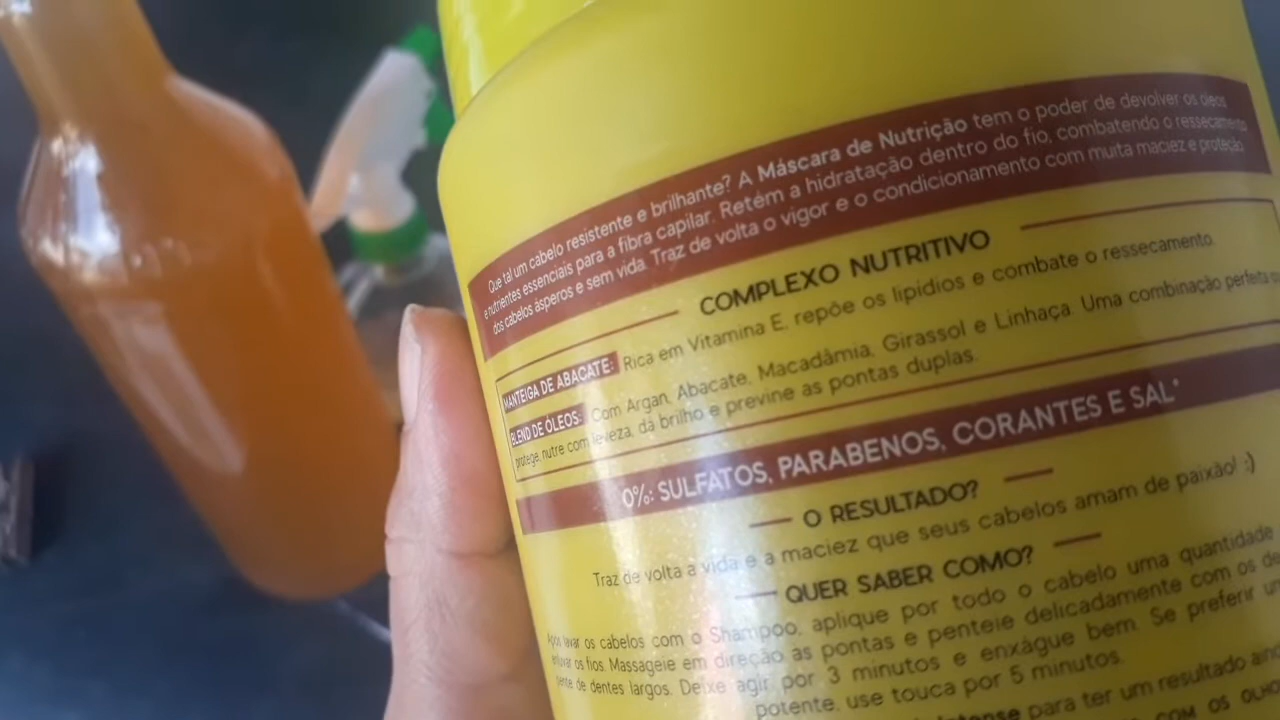 Que tal um cabelo resistente e brilhante? A Máscara de Nutrição tem o poder de devolver os óleos
e nutrientes essenciais para a fibra capilar. Retém a hidratação dentro do fio, combatendo o ressecamento
dos cabelos ásperos e sem vida. Traz de volta o vigor e o condicionamento com muita maciez e proteção.
COMPLEXO NUTRITIVO
MANTEIGA DE ABACATE: Rica em Vitamina E, repõe os lipídios e combate o ressecamento.
BLEND DE ÓLEOS: Com Argan, Abacate, Macadâmia, Girassol e Linhaça. Uma combinação perfeita
protege, nutre com leveza, dá brilho e previne as pontas duplas.
0%: SULFATOS, PARABENOS, CORANTES E SAL*
O RESULTADO?
Traz de volta a vida e a maciez que seus cabelos amam de paixão! :)
QUER SABER COMO?
Após lavar os cabelos com o Shampoo, aplique por todo o cabelo uma quantidade
os fios. Massageie em direção às pontas e penteie delicadamente com os
pente de dentes largos. Deixe agir por 3 minutos e enxágue bem. Se preferir
potente, use touca por 5 minutos.
para ter um resultado
COM OS